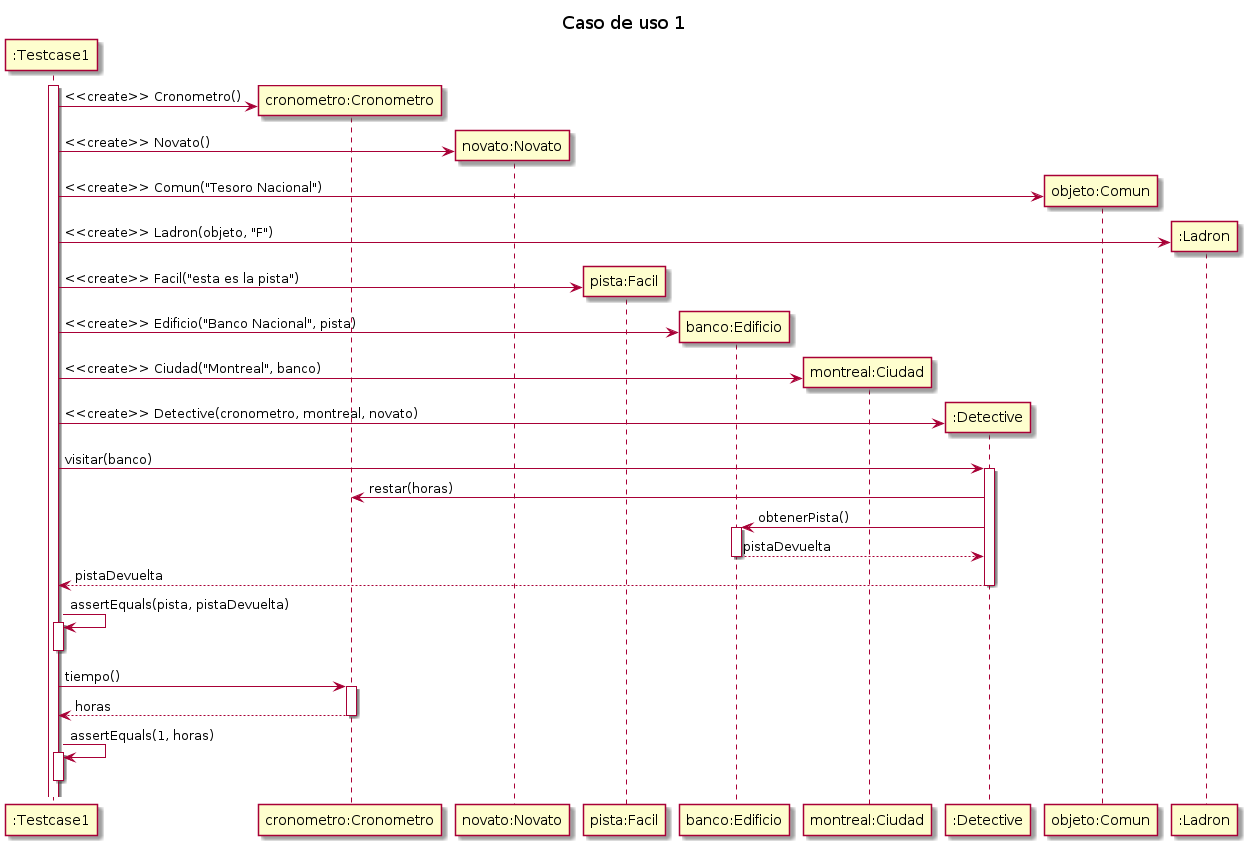 Caso de uso 1
:Testcase1
<<create>> Cronometro()
cronometro:Cronometro
<<create>> Novato()
novato:Novato
<<create>> Comun("Tesoro Nacional")
objeto:Comun
<<create>> Ladron(objeto, "F")
:Ladron
<<create>> Facil("esta es la pista")
pista:Facil
<<create>> Edificio("Banco Nacional", pista)
banco:Edificio
<<create>> Ciudad("Montreal", banco)
montreal:Ciudad
<<create>> Detective(cronometro, montreal, novato)
:Detective
visitar(banco)
restar(horas)
obtenerPista()
pistaDevuelta
pistaDevuelta
assertEquals(pista, pistaDevuelta)
tiempo()
horas
assertEquals(1, horas)
:Testcase1 cronometro:Cronometro novato:Novato pista:Facil banco:Edificio montreal:Ciudad :Detective objeto:Comun :Ladron